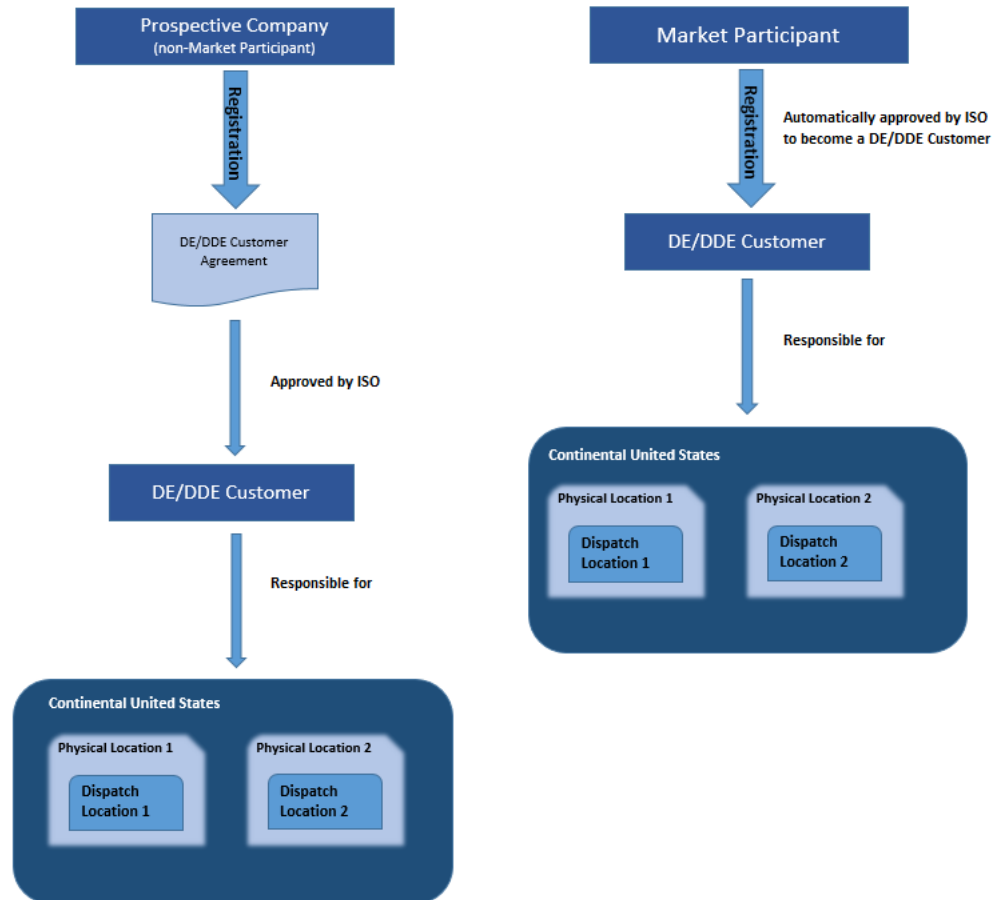 Prospective Company
(non-Market Participant)
Registration
DE/DDE Customer
Agreement
Approved by ISO
DE/DDE Customer
Responsible for
Continental United States
Physical Location 1
Dispatch
Location 1
Physical Location 2
Dispatch
Location 2
Market Participant
Registration
Automatically approved by ISO
to become a DE/DDE Customer
DE/DDE Customer
Responsible for
Continental United States
Physical Location 1
Dispatch
Location 1
Physical Location 2
Dispatch
Location 2